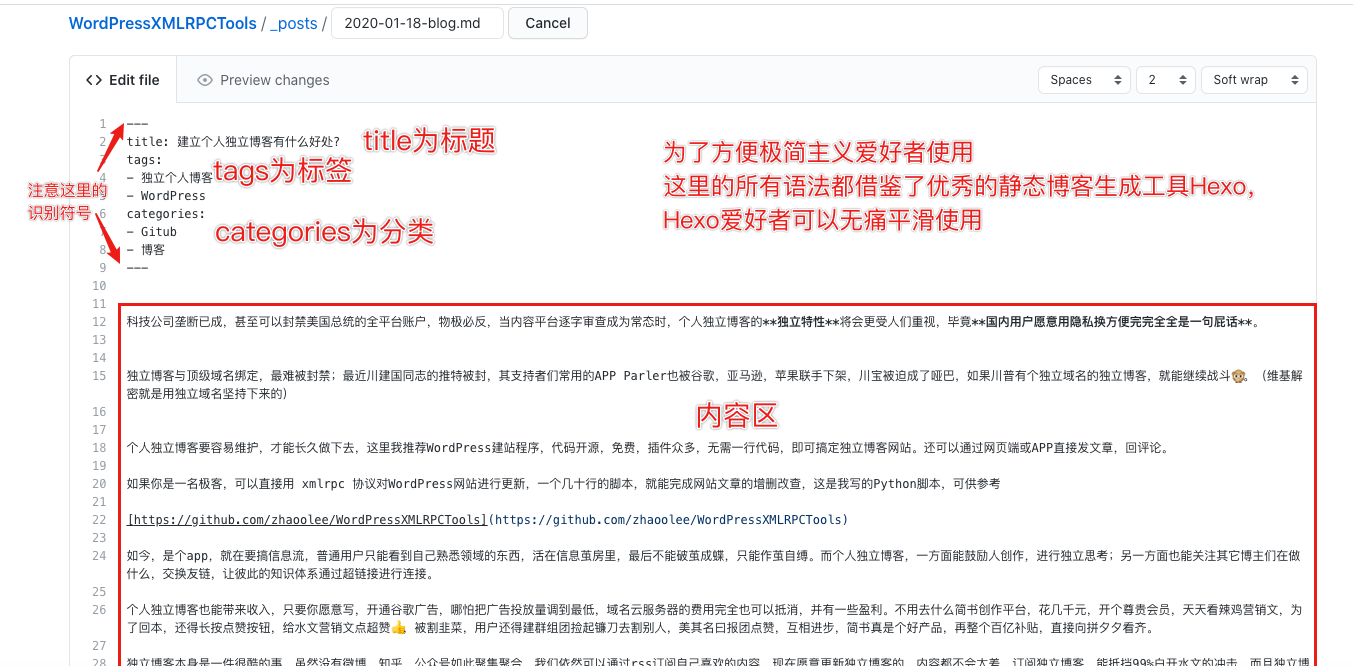 WordPressXMLRPCTools / _posts / 2020-01-18-blog.md Cancel
Edit file Preview changes Spaces 2 Soft wrap
1 ---
2 title: 建立个人独立博客有什么好处?
title为标题
tags:
tags为标签
4 - 独立个人博客
- WordPress
6 categories:
- Gitub
categories为分类
8 - 博客
9 ---
注意这里的
识别符号
为了方便极简主义爱好者使用
这里的所有语法都借鉴了优秀的静态博客生成工具Hexo,
Hexo爱好者可以无痛平滑使用
10
11
12 科技公司垄断已成，甚至可以封禁美国总统的全平台账户，物极必反，当内容平台逐字审查成为常态时，个人独立博客的**独立特性**将会更受人们重视，毕竟**国内用户愿意用隐私换方便完完全全是一句屁话**。
13
14
15 独立博客与顶级域名绑定，最难被封禁；最近川建国同志的推特被封，其支持者们常用的APP Parler也被谷歌，亚马逊，苹果联手下架，川宝被迫成了哑巴，如果川普有个独立域名的独立博客，就能继续战斗🙊。（维基解
密就是用独立域名坚持下来的）
内容区
16
17
18 个人独立博客要容易维护，才能长久做下去，这里我推荐WordPress建站程序，代码开源，免费，插件众多，无需一行代码，即可搞定独立博客网站。还可以通过网页端或APP直接发文章，回评论。
19
20 如果你是一名极客，可以直接用 xmlrpc 协议对WordPress网站进行更新，一个几十行的脚本，就能完成网站文章的增删改查，这是我写的Python脚本，可供参考
21
22 [https://github.com/zhaoolee/WordPressXMLRPCTools](https://github.com/zhaoolee/WordPressXMLRPCTools)
23
24 如今，是个app，就在要搞信息流，普通用户只能看到自己熟悉领域的东西，活在信息茧房里，最后不能破茧成蝶，只能作茧自缚。而个人独立博客，一方面能鼓励人创作，进行独立思考；另一方面也能关注其它博主们在做
什么，交换友链，让彼此的知识体系通过超链接进行连接。
25
26 个人独立博客也能带来收入，只要你愿意写，开通谷歌广告，哪怕把广告投放量调到最低，域名云服务器的费用完全也可以抵消，并有一些盈利。不用去什么简书创作平台，花几千元，开个尊贵会员，天天看辣鸡营销文，为
了回本，还得长按点赞按钮，给水文营销文点超赞👍 被割韭菜，用户还得建群组团捡起镰刀去割别人，美其名曰报团点赞，互相进步，简书真是个好产品，再整个百亿补贴，直接向拼夕夕看齐。
27
28 独立博客本身是一件很酷的事，虽然没有微博，知乎，公众号如此聚集聚合，我们依然可以通过rss订阅自己喜欢的内容，现在愿意更新独立博客的，内容都不会太差，订阅独立博客，能抵挡99%白开水文的冲击，而且独立博